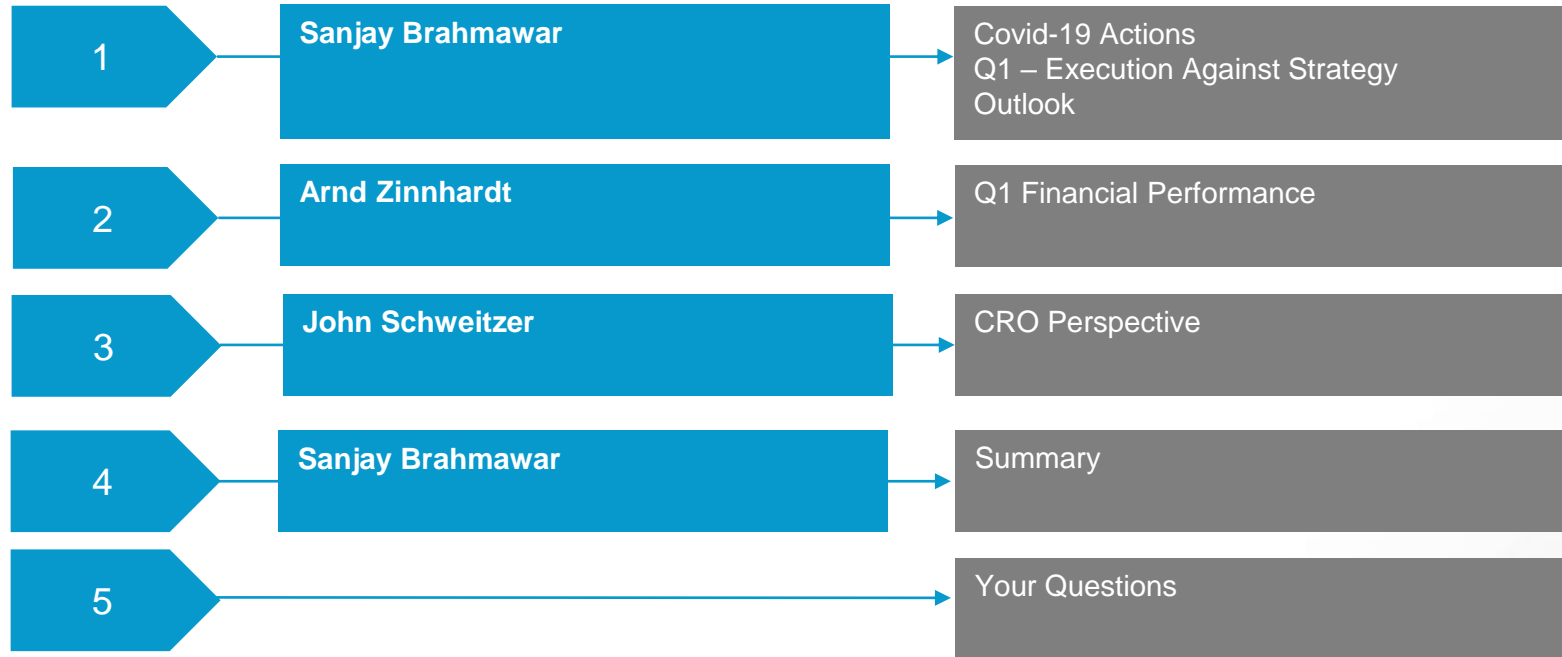 1
Sanjay Brahmawar
Covid-19 Actions
Q1 – Execution Against Strategy
Outlook
2
Arnd Zinnhardt
Q1 Financial Performance
3
John Schweitzer
CRO Perspective
4
Sanjay Brahmawar
Summary
5
Your Questions